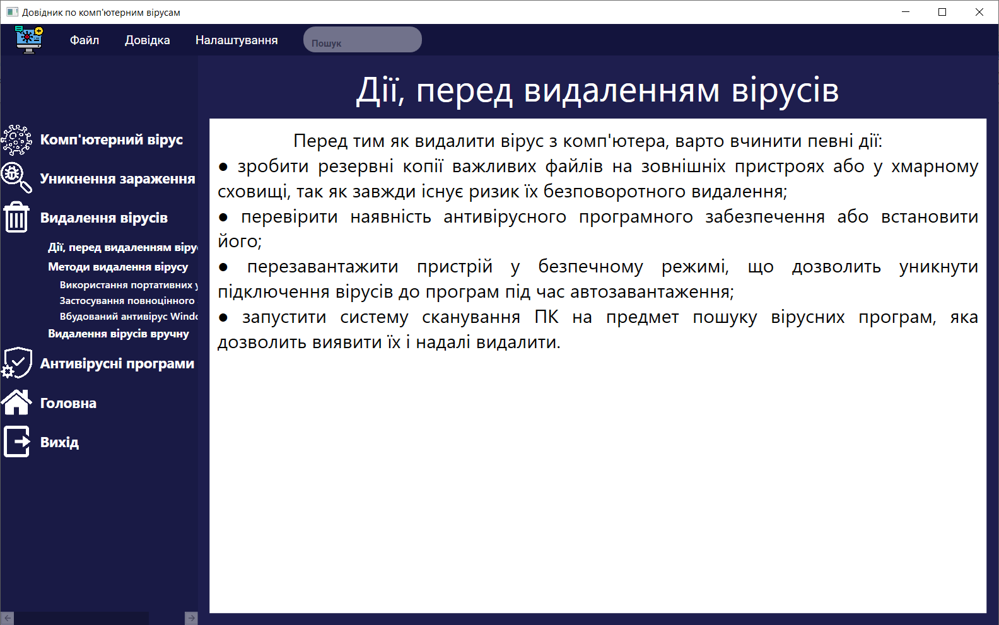 Довідник по комп'ютерним вірусам
Файл
Довідка
Налаштування
Пошук
Комп'ютерний вірус
Уникнення зараження
Видалення вірусів
Дії, перед видаленням віру
Методи видалення вірусу
Використання портативних
Застосування повноцінного
Вбудований антивірус Windo
Видалення вірусів вручну
Антивірусні програми
Головна
Вихід
Дії, перед видаленням вірусів
Перед тим як видалити вірус з комп'ютера, варто вчинити певні дії:
● зробити резервні копії важливих файлів на зовнішніх пристроях або у хмарному
сховищі, так як завжди існує ризик їх безповоротного видалення;
● перевірити наявність антивірусного програмного забезпечення або встановити
його;
● перезавантажити пристрій у безпечному режимі, що дозволить уникнути
підключення вірусів до програм під час автозавантаження;
● запустити систему сканування ПК на предмет пошуку вірусних програм, яка
дозволить виявити їх і надалі видалити.